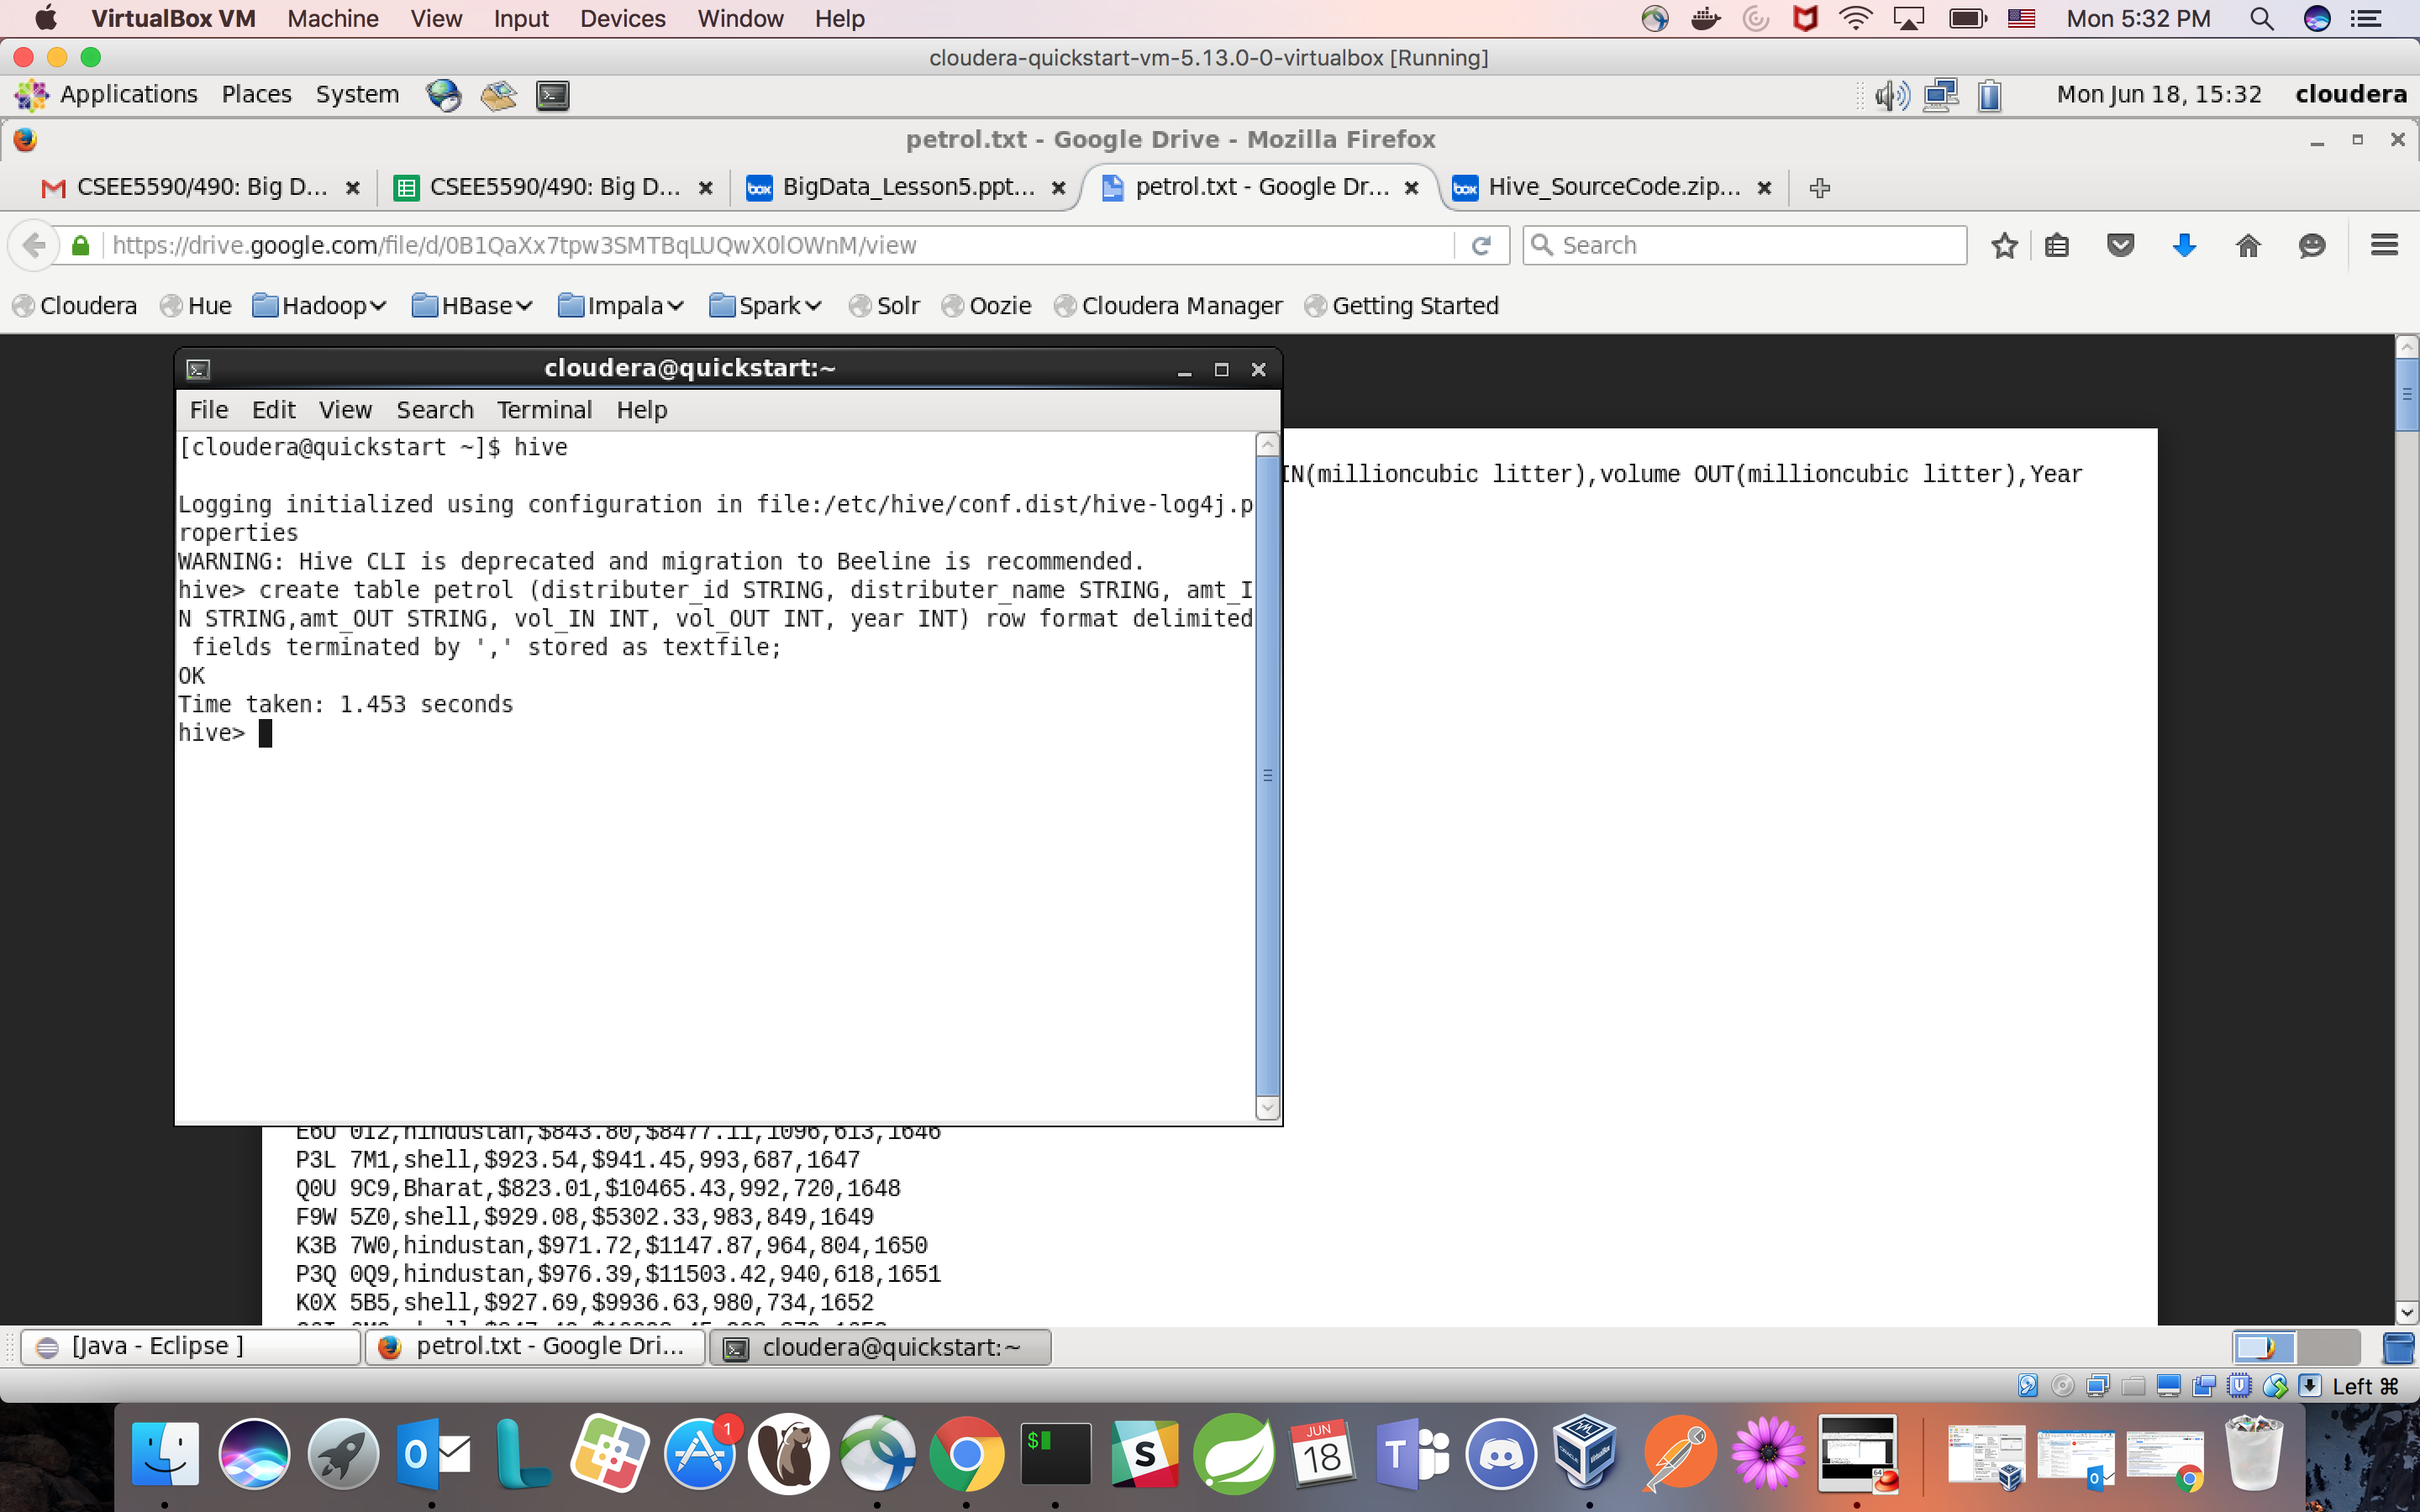 VirtualBox VM Machine View Input Devices Window Help Mon 5:32 PM
cloudera-quickstart-vm-5.13.0-0-virtualbox [Running]
Applications Places System Mon Jun 18, 15:32 cloudera
petrol.txt - Google Drive - Mozilla Firefox
CSEE5590/490: Big D... CSEE5590/490: Big D... box BigData_Lesson5.ppt... petrol.txt - Google Dr... box Hive_SourceCode.zip...
https://drive.google.com/file/d/0B1QaXx7tpw3SMTBqLUQwX0lOWnM/view Search
Cloudera Hue Hadoop HBase Impala Spark Solr Oozie Cloudera Manager Getting Started
cloudera@quickstart:~
File Edit View Search Terminal Help
[cloudera@quickstart ~]$ hive
IN(millioncubic litter),volume OUT(millioncubic litter),Year
Logging initialized using configuration in file:/etc/hive/conf.dist/hive-log4j.p
roperties
WARNING: Hive CLI is deprecated and migration to Beeline is recommended.
hive> create table petrol (distributer_id STRING, distributer_name STRING, amt_I
N STRING,amt_OUT STRING, vol_IN INT, vol_OUT INT, year INT) row format delimited
fields terminated by ',' stored as textfile;
OK
Time taken: 1.453 seconds
hive>
E6U 0I2,hindustan,$843.80,$8477.11,1096,613,1646
P3L 7M1,shell,$923.54,$941.45,993,687,1647
Q0U 9C9,Bharat,$823.01,$10465.43,992,720,1648
F9W 5Z0,shell,$929.08,$5302.33,983,849,1649
K3B 7W0,hindustan,$971.72,$1147.87,964,804,1650
P3Q 0Q9,hindustan,$976.39,$11503.42,940,618,1651
K0X 5B5,shell,$927.69,$9936.63,980,734,1652
[Java - Eclipse ] petrol.txt - Google Dri... cloudera@quickstart:~
Left ⌘
1
JUN
18